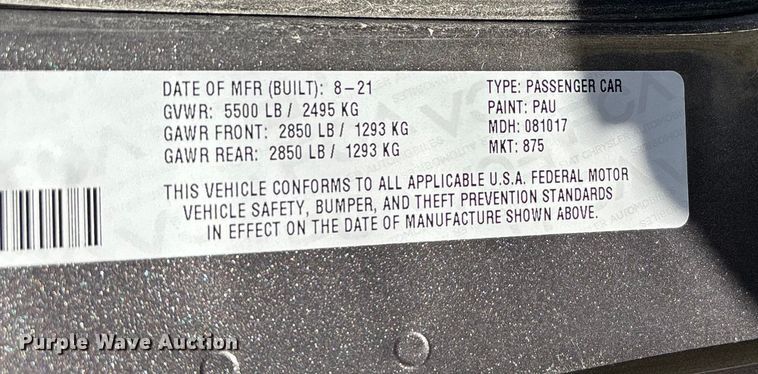 DATE OF MFR (BUILT): 8-21
GVWR: 5500 LB / 2495 KG
GAWR FRONT: 2850 LB / 1293 KG
GAWR REAR: 2850 LB / 1293 KG
TYPE: PASSENGER CAR
PAINT: PAU
MDH: 081017
MKT: 875
THIS VEHICLE CONFORMS TO ALL APPLICABLE U.S.A. FEDERAL MOTOR
VEHICLE SAFETY, BUMPER, AND THEFT PREVENTION STANDARDS
IN EFFECT ON THE DATE OF MANUFACTURE SHOWN ABOVE.
Purple Wave Auction